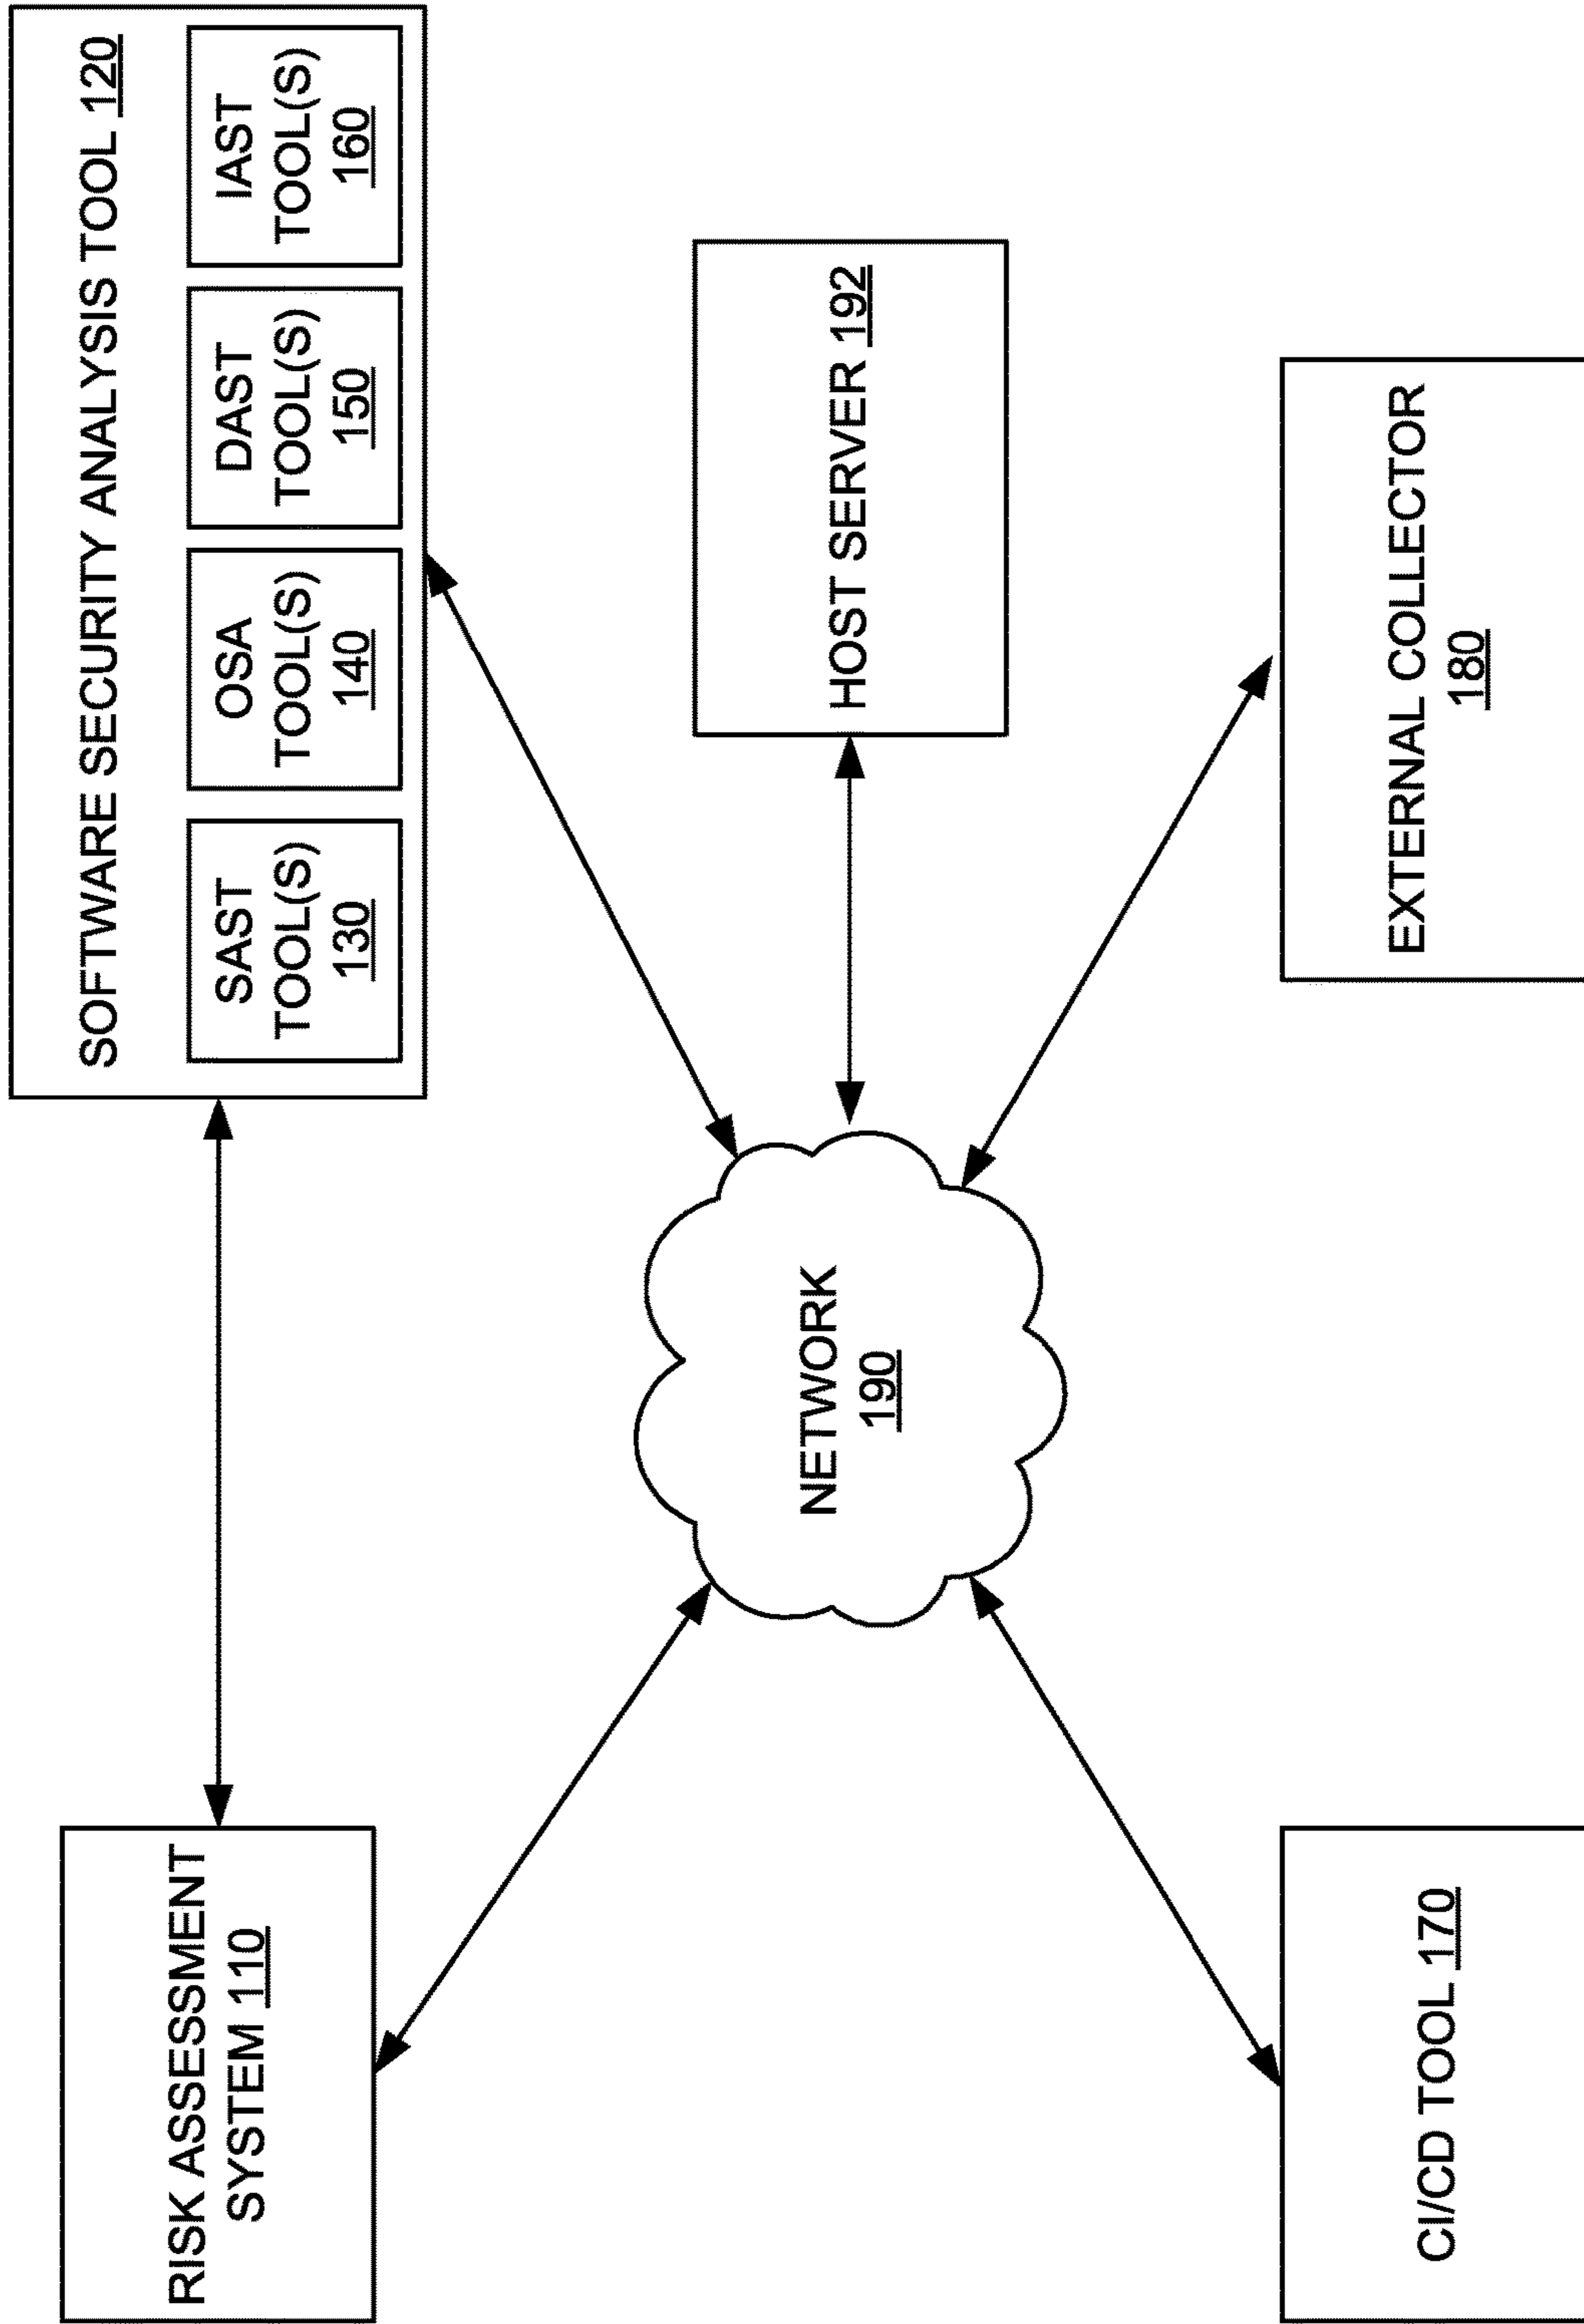 RISK ASSESSMENT
SYSTEM 110
SOFTWARE SECURITY ANALYSIS TOOL 120
SAST
TOOL(S)
130
OSA
TOOL(S)
140
DAST
TOOL(S)
150
IAST
TOOL(S)
160
NETWORK
190
HOST SERVER 192
CI/CD TOOL 170
EXTERNAL COLLECTOR
180